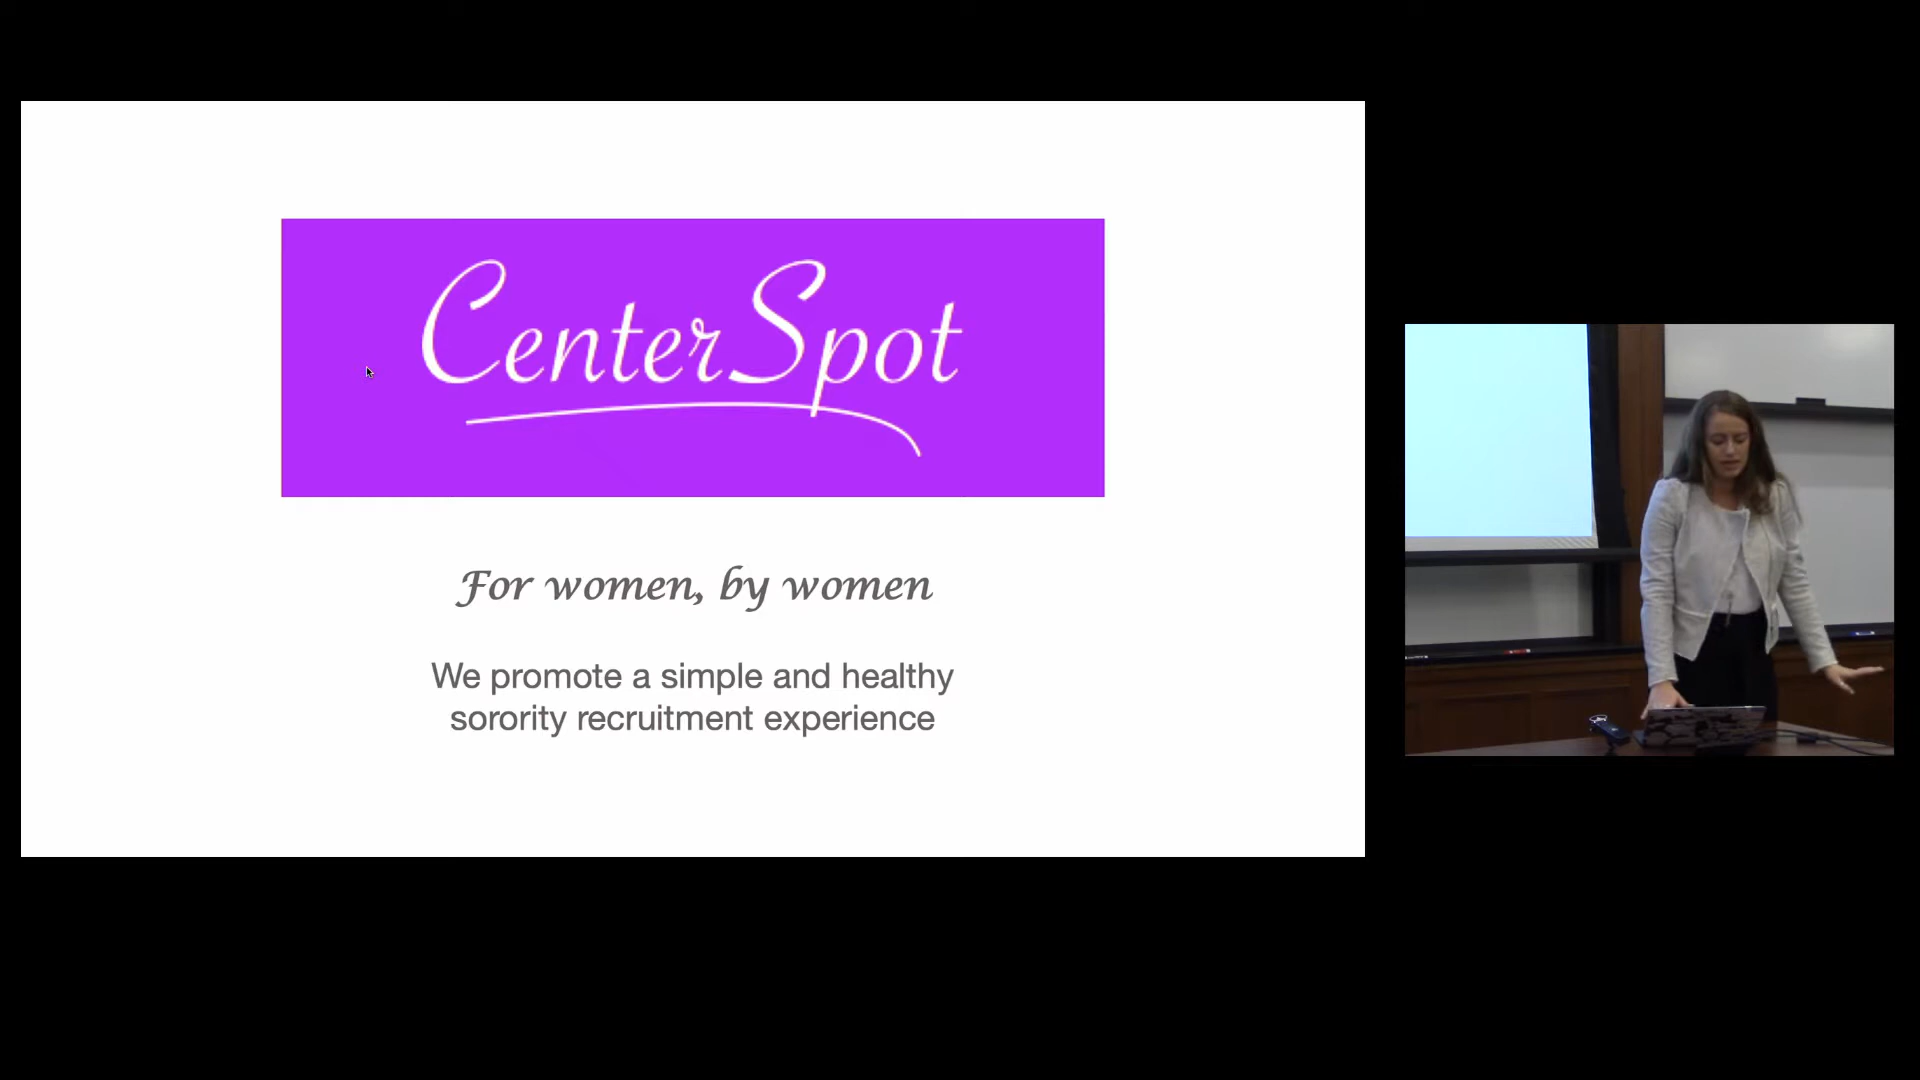 CenterSpot
For women, by women
We promote a simple and healthy
sorority recruitment experience